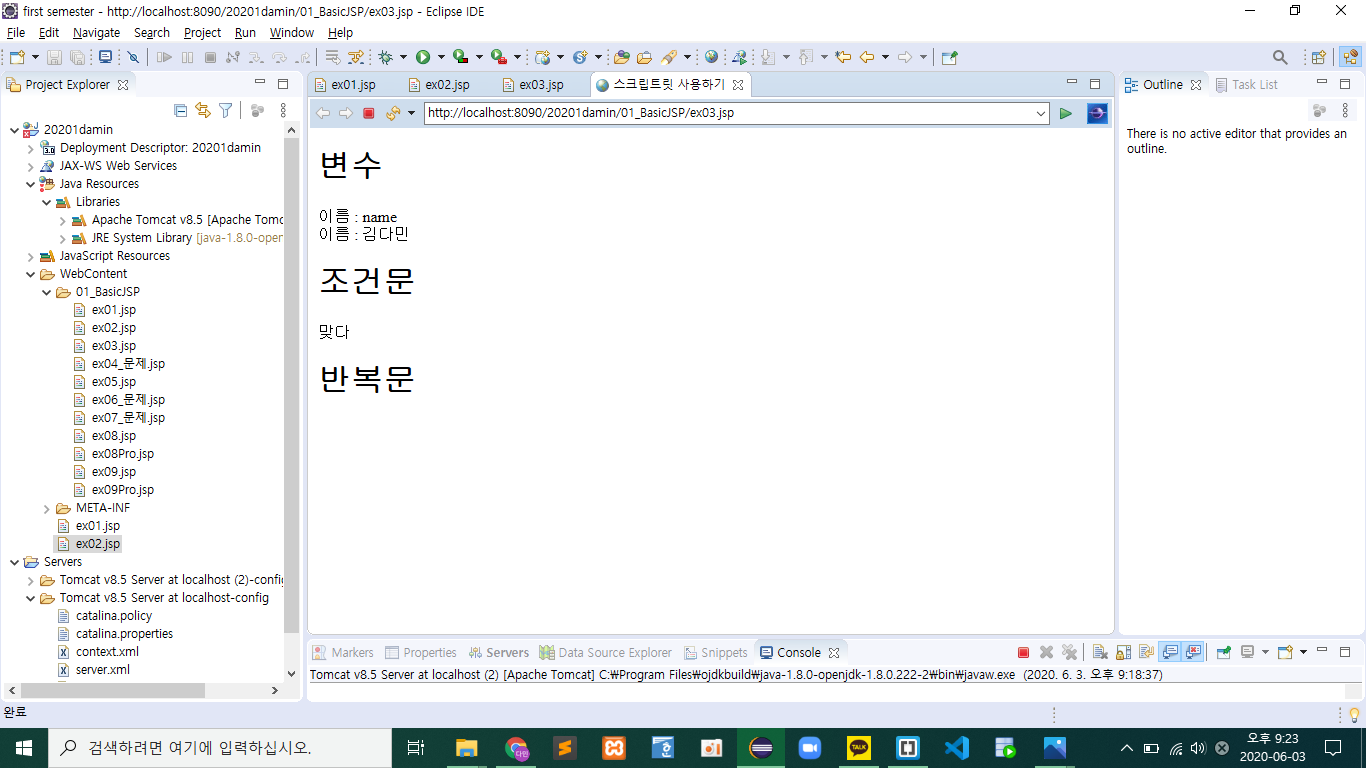 first semester - http://localhost:8090/20201damin/01_BasicJSP/ex03.jsp - Eclipse IDE
File Edit Navigate Search Project Run Window Help
Project Explorer
20201damin
Deployment Descriptor: 20201damin
JAX-WS Web Services
Java Resources
Libraries
Apache Tomcat v8.5 [Apache Tomc
JRE System Library [java-1.8.0-oper
JavaScript Resources
WebContent
01_BasicJSP
ex01.jsp
ex02.jsp
ex03.jsp
ex04_문제.jsp
ex05.jsp
ex06_문제.jsp
ex07_문제.jsp
ex08.jsp
ex08Pro.jsp
ex09.jsp
ex09Pro.jsp
META-INF
ex01.jsp
ex02.jsp
Servers
Tomcat v8.5 Server at localhost (2)-config
Tomcat v8.5 Server at localhost-config
catalina.policy
catalina.properties
context.xml
server.xml
ex01.jsp ex02.jsp ex03.jsp 스크립트릿 사용하기
http://localhost:8090/20201damin/01_BasicJSP/ex03.jsp
변수
이름 : name
이름 : 김다민
조건문
맞다
반복문
Outline Task List
There is no active editor that provides an
outline.
Markers Properties Servers Data Source Explorer Snippets Console
Tomcat v8.5 Server at localhost (2) [Apache Tomcat] C:₩Program Files₩ojdkbuild₩java-1.8.0-openjdk-1.8.0.222-2₩bin₩javaw.exe (2020. 6. 3. 오후 9:18:37)
완료
검색하려면 여기에 입력하십시오.
다민
TALK
오후 9:23
2020-06-03